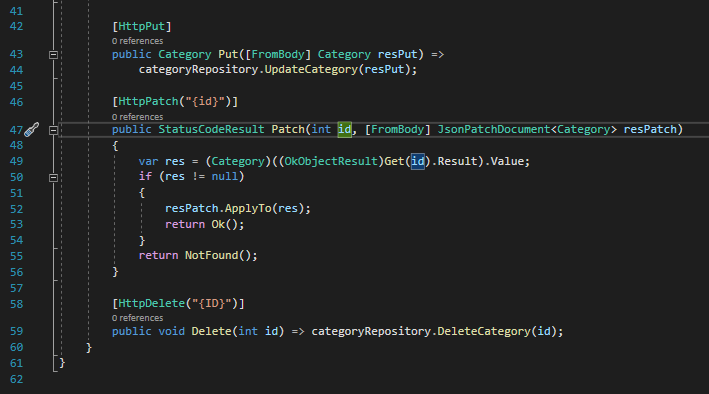 41
42 [HttpPut]
0 references
43 public Category Put([FromBody] Category resPut) =>
44 categoryRepository.UpdateCategory(resPut);
45
46 [HttpPatch("{id}")]
0 references
47 public StatusCodeResult Patch(int id, [FromBody] JsonPatchDocument<Category> resPatch)
48 {
49 var res = (Category)((OkObjectResult)Get(id).Result).Value;
50 if (res != null)
51 {
52 resPatch.ApplyTo(res);
53 return Ok();
54 }
55 return NotFound();
56 }
57
58 [HttpDelete("{ID}")]
0 references
59 public void Delete(int id) => categoryRepository.DeleteCategory(id);
60 }
61 }
62